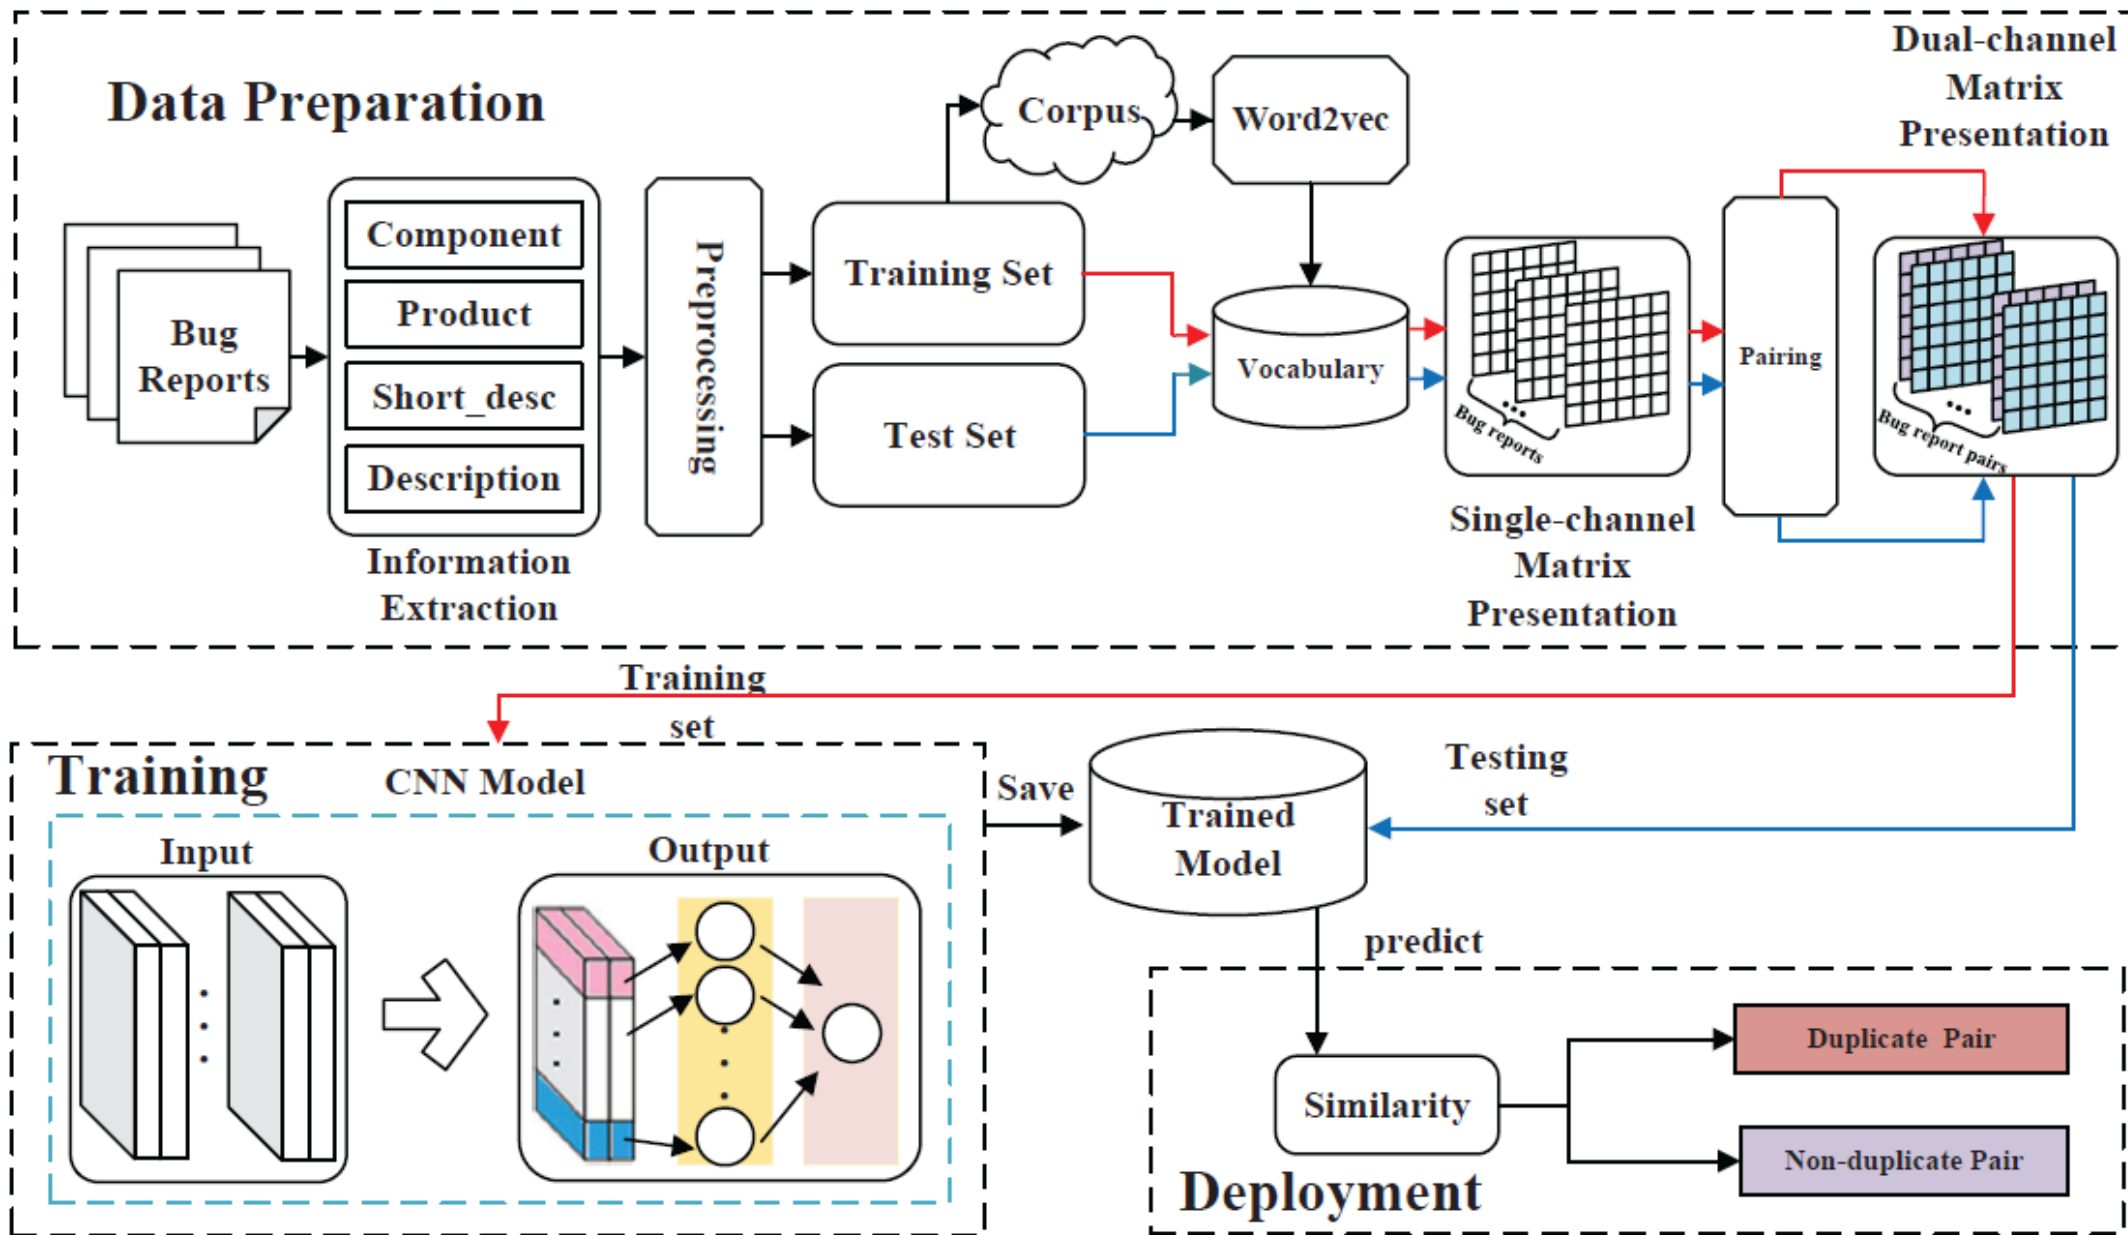 Data Preparation
Bug
Reports
Component
Product
Short_desc
Description
Information
Extraction
Preprocessing
Training Set
Test Set
Corpus
Word2vec
Vocabulary
Bug reports
Single-channel
Matrix
Presentation
Pairing
Dual-channel
Matrix
Presentation
Bug report pairs
Training
set
Training
CNN Model
Input
Output
Save
Trained
Model
Testing
set
predict
Similarity
Duplicate Pair
Non-duplicate Pair
Deployment